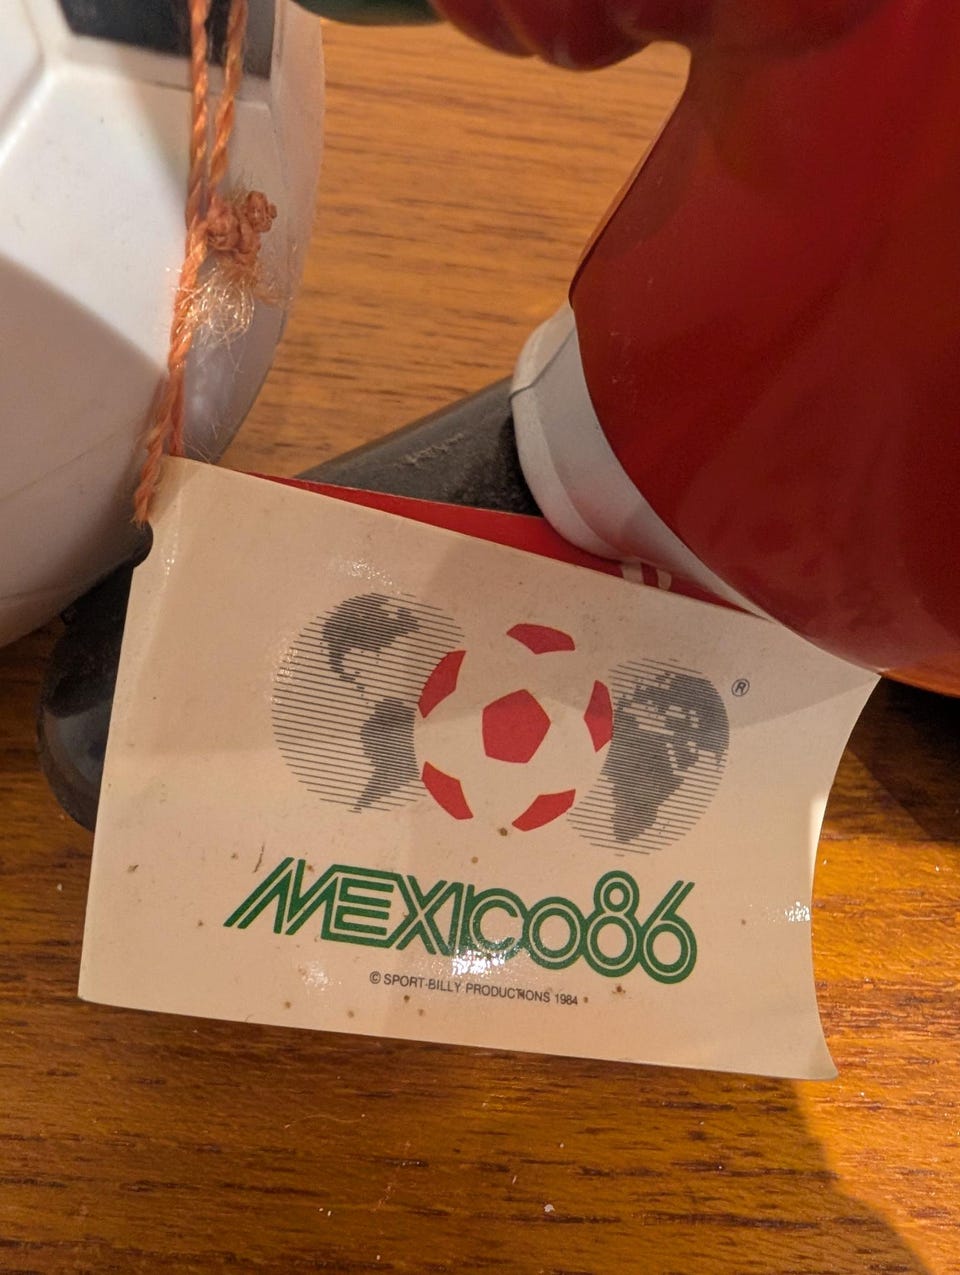 ®
MEXICO86
© SPORT-BILLY PRODUCTIONS 1984